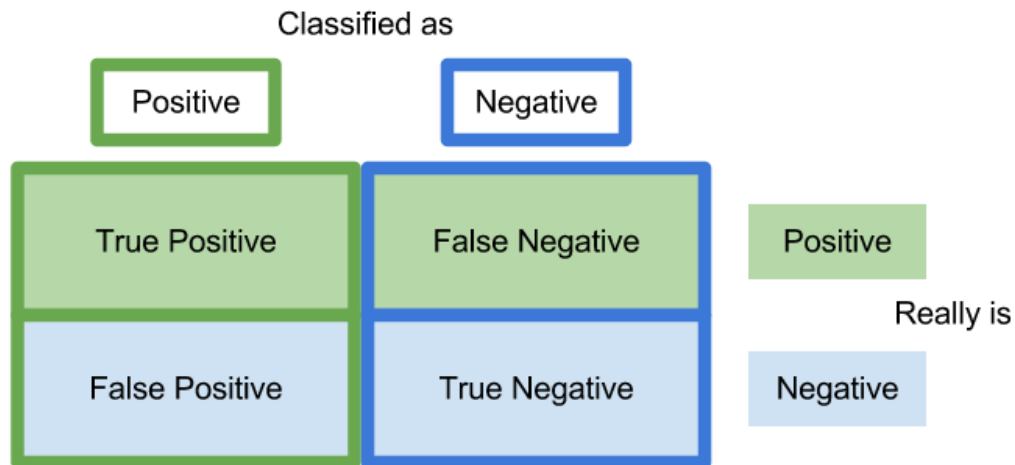 Classified as
Positive Negative
True Positive False Negative Positive
Really is
False Positive True Negative Negative